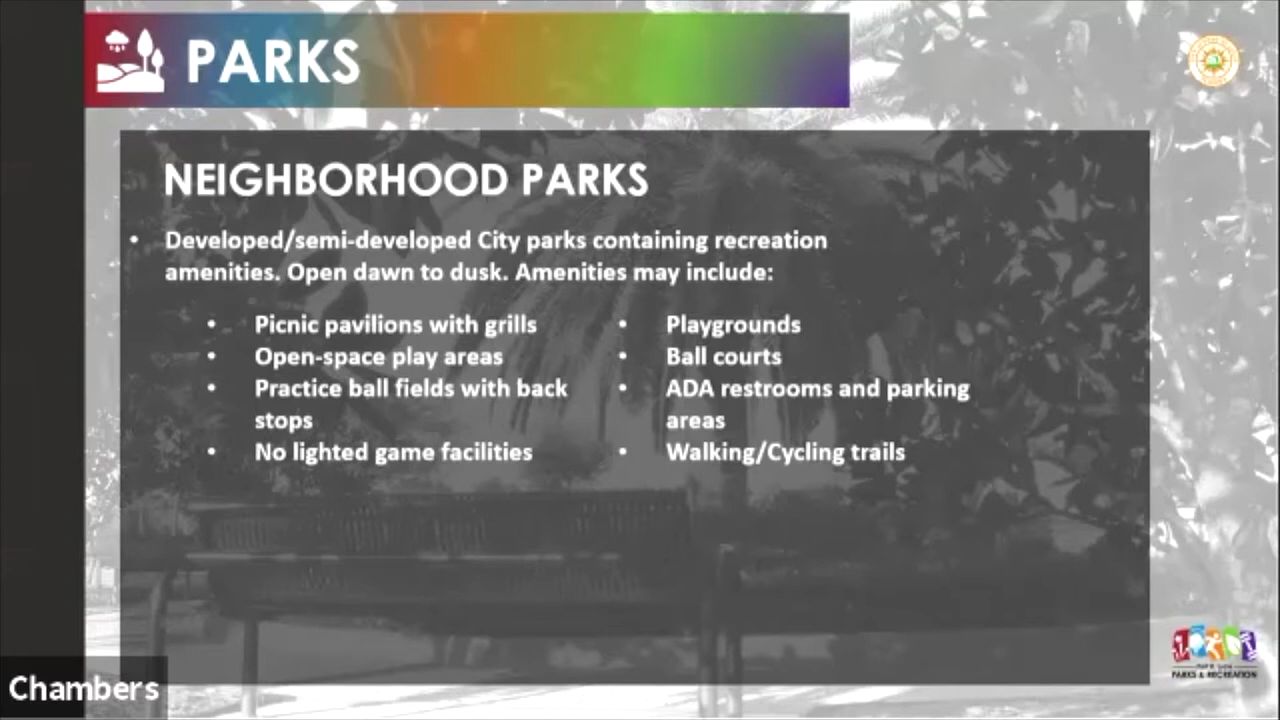 PARKS
NEIGHBORHOOD PARKS
• Developed/semi-developed City parks containing recreation
amenities. Open dawn to dusk. Amenities may include:
• Picnic pavilions with grills
• Open-space play areas
• Practice ball fields with back
stops
• No lighted game facilities
• Playgrounds
• Ball courts
• ADA restrooms and parking
areas
• Walking/Cycling trails
PARKS & RECREATION
Chambers